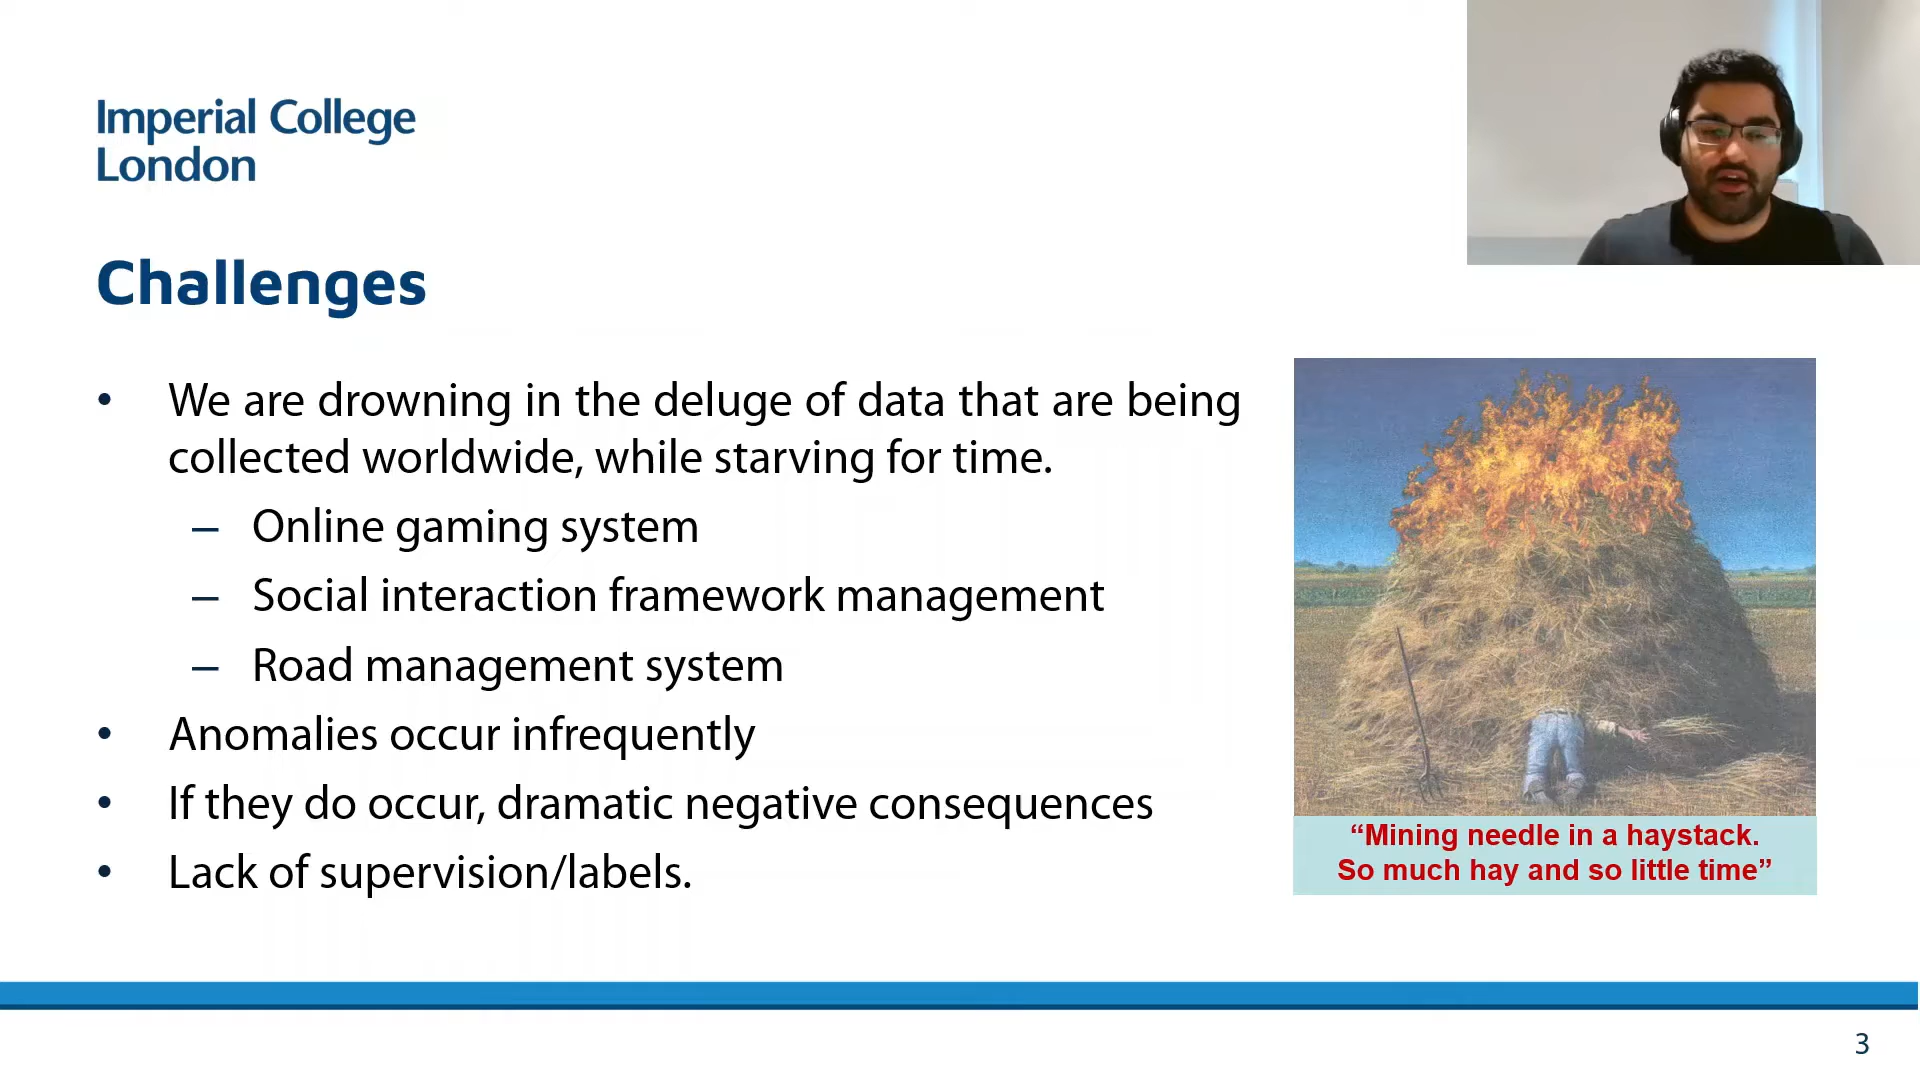 Imperial College
London
Challenges
• We are drowning in the deluge of data that are being
collected worldwide, while starving for time.
– Online gaming system
– Social interaction framework management
– Road management system
• Anomalies occur infrequently
• If they do occur, dramatic negative consequences
• Lack of supervision/labels.
“Mining needle in a haystack.
So much hay and so little time”
3